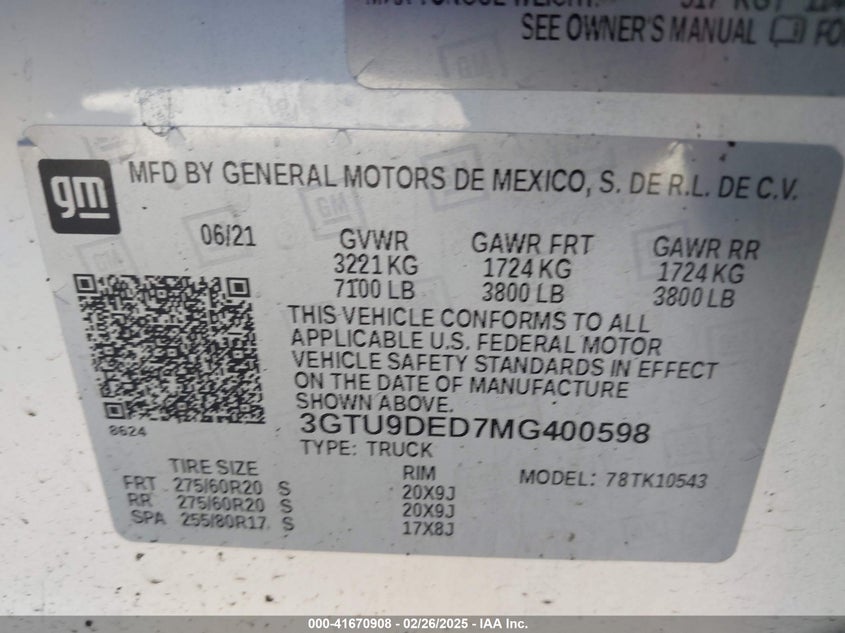 SEE OWNER'S MANUAL
gm
MFD BY GENERAL MOTORS DE MEXICO, S. DE R.L. DE C.V.
06/21 GVWR GAWR FRT GAWR RR
3221 KG 1724 KG 1724 KG
7100 LB 3800 LB 3800 LB
THIS VEHICLE CONFORMS TO ALL
APPLICABLE U.S. FEDERAL MOTOR
VEHICLE SAFETY STANDARDS IN EFFECT
ON THE DATE OF MANUFACTURE
SHOWN ABOVE.
8624 3GTU9DED7MG400598
TYPE: TRUCK
TIRE SIZE RIM MODEL: 78TK10543
FRT 275/60R20 S 20X9J
RR 275/60R20 S 20X9J
SPA 255/80R17 S 17X8J
000-41670908 - 02/26/2025 - IAA Inc.